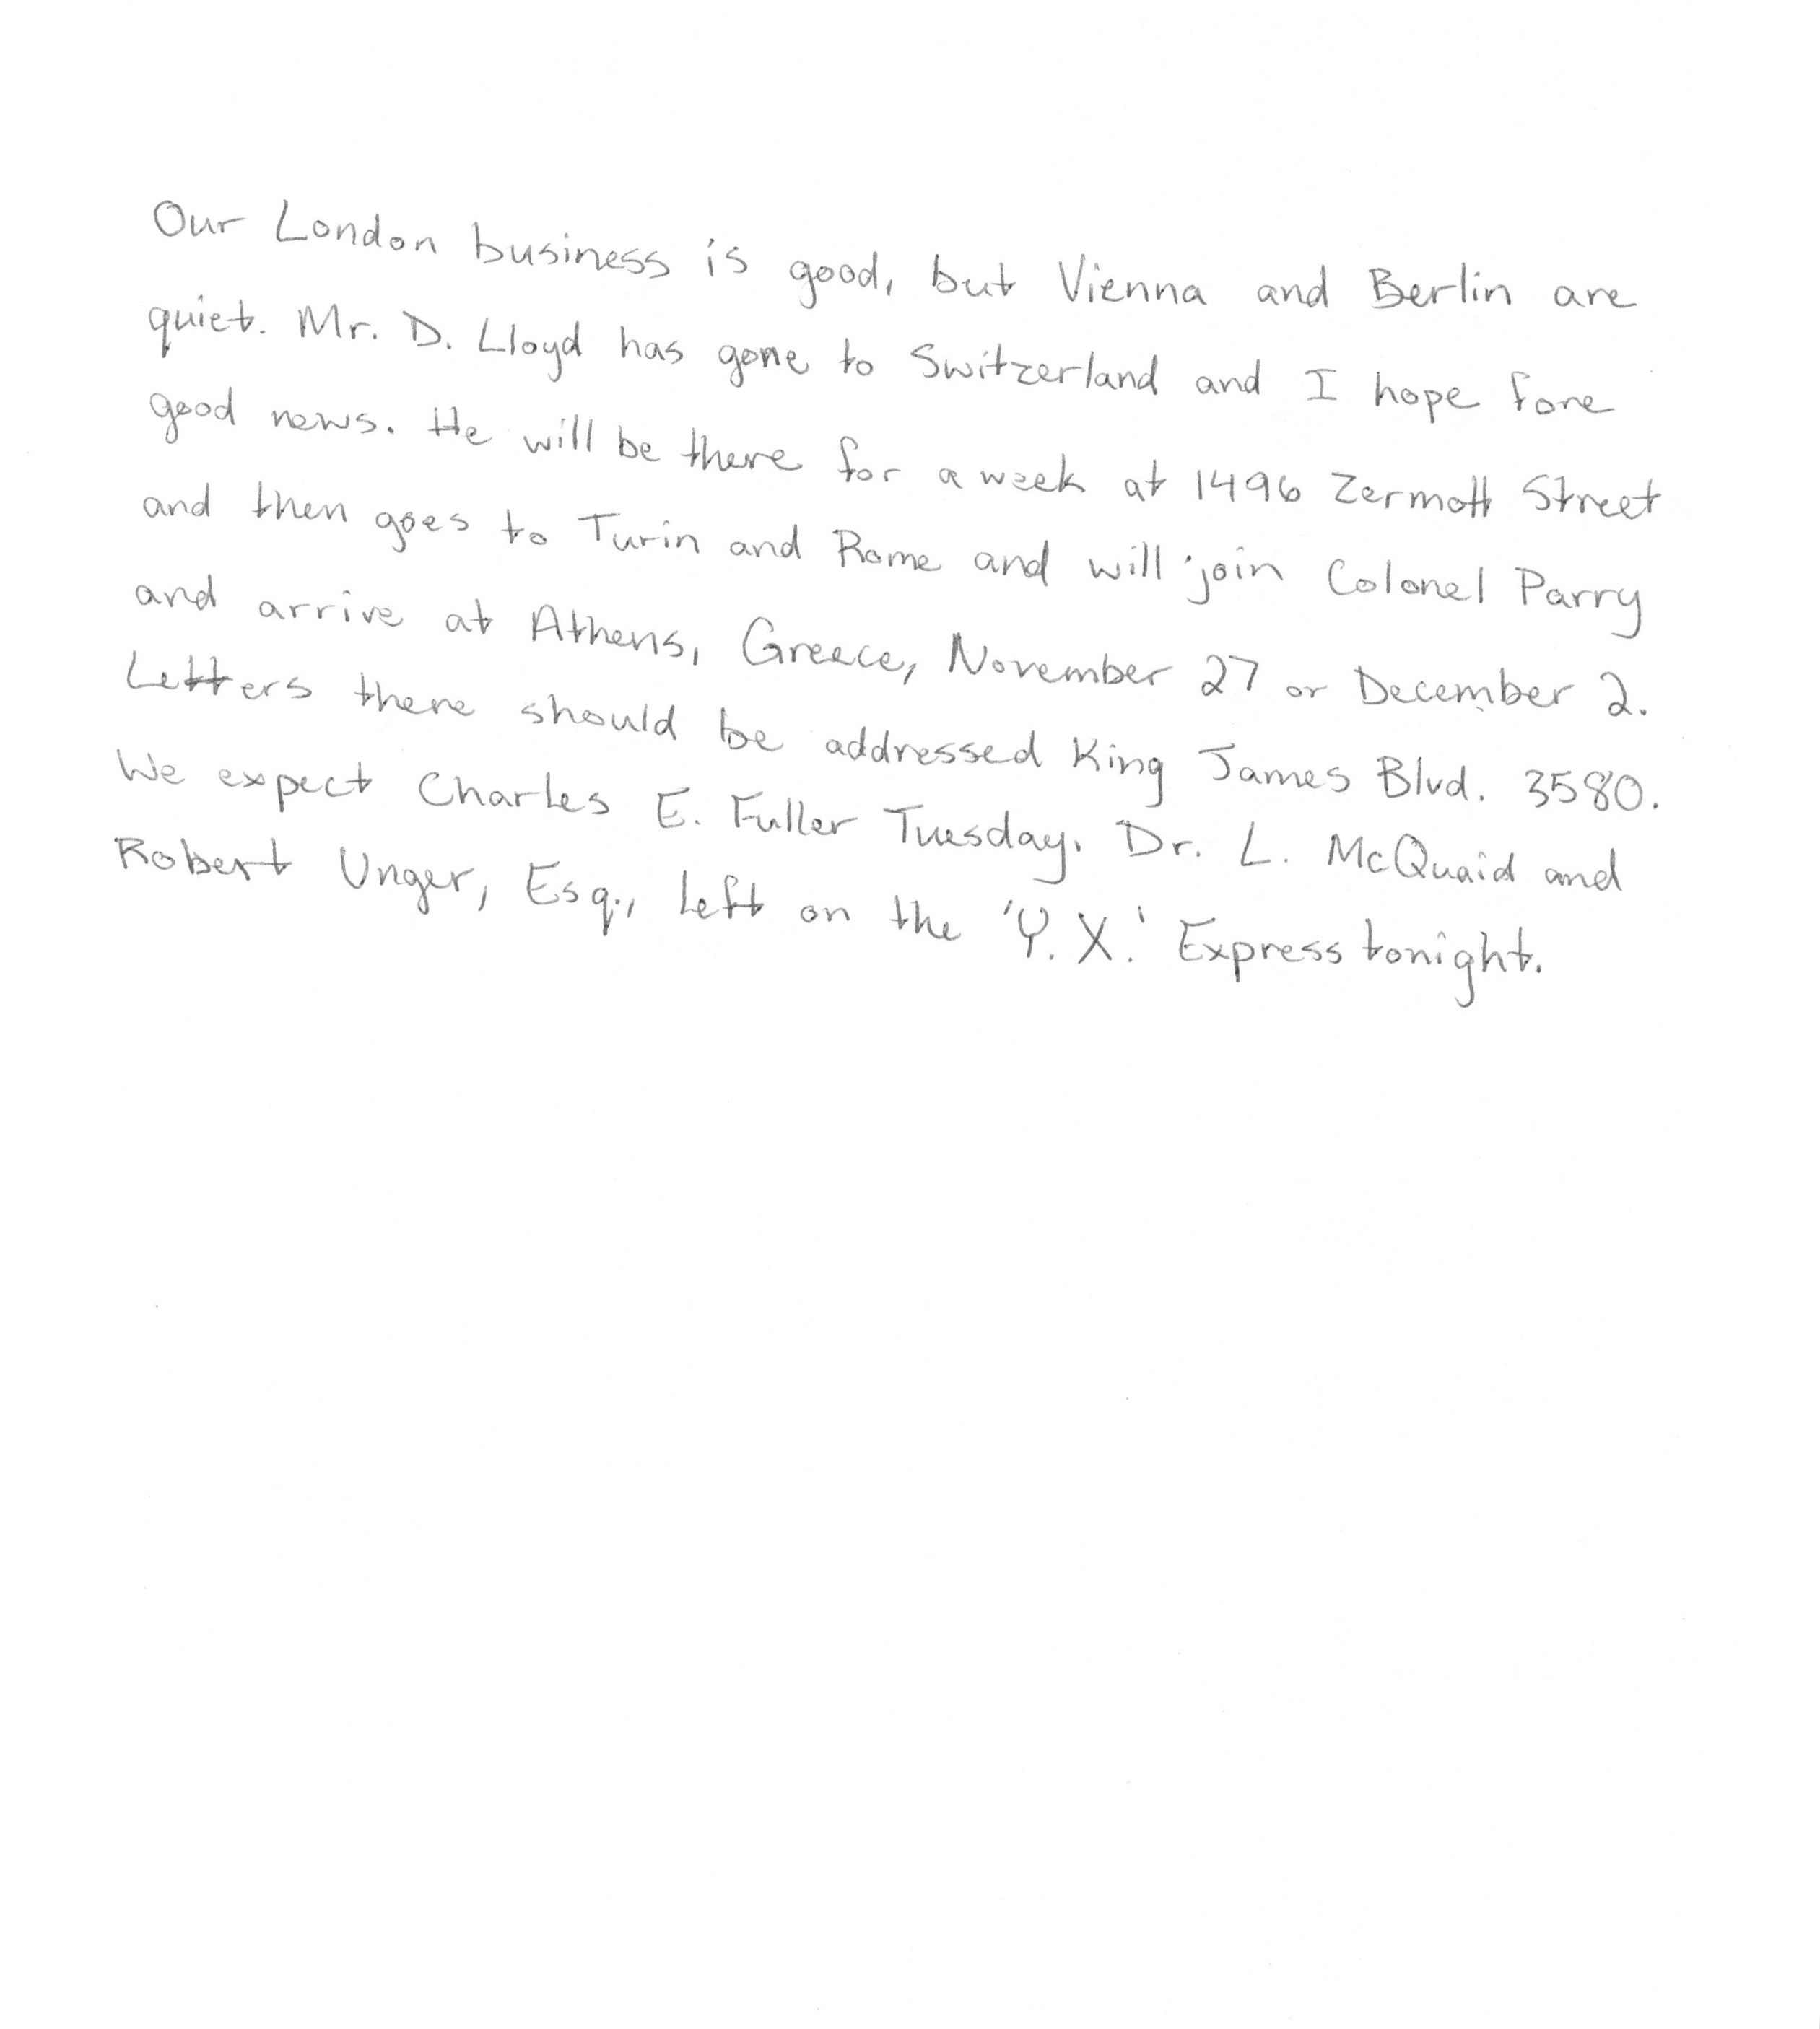 Our London business is good, but Vienna and Berlin are
quiet. Mr. D. Lloyd has gone to Switzerland and I hope fore
good news. He will be there for a week at 1496 Zermott Street
and then goes to Turin and Rome and will join Colonel Parry
and arrive at Athens, Greece, November 27 or December 2.
Letters there should be addressed King James Blvd. 3580.
We expect Charles E. Fuller Tuesday. Dr. L. McQuaid and
Robert Unger, Esq., left on the 'Y. X.' Express tonight.